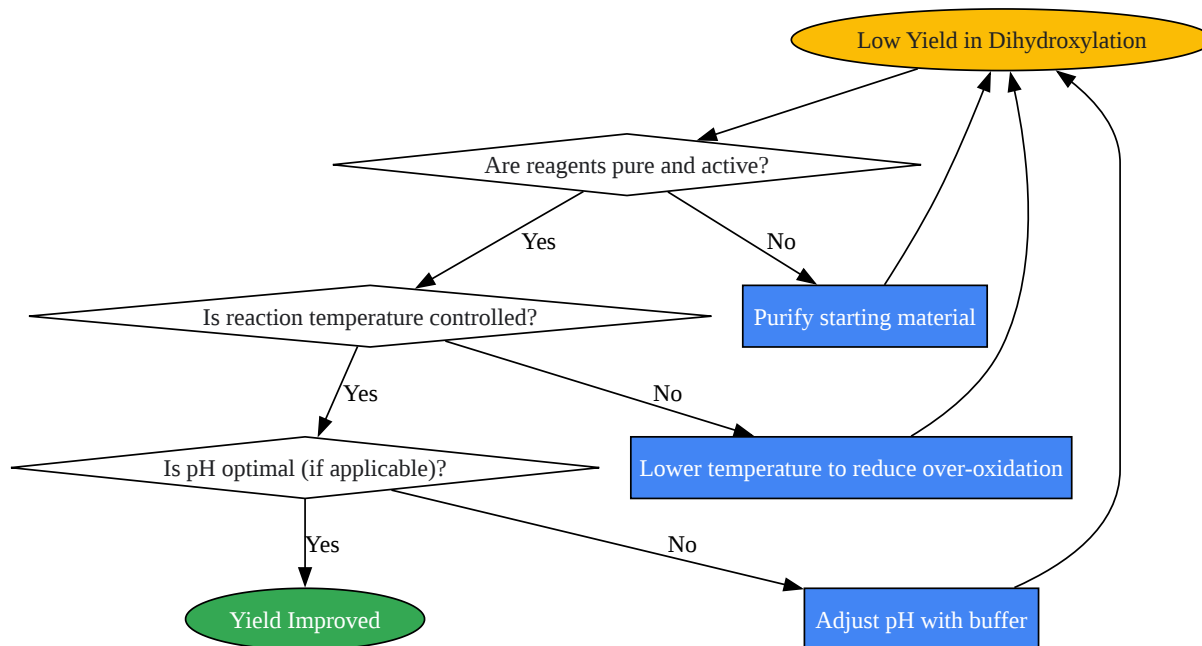 Low Yield in Dihydroxylation
Are reagents pure and active?
Yes
No
Is reaction temperature controlled?
Purify starting material
Yes
No
Is pH optimal (if applicable)?
Lower temperature to reduce over-oxidation
Yes
No
Yield Improved
Adjust pH with buffer